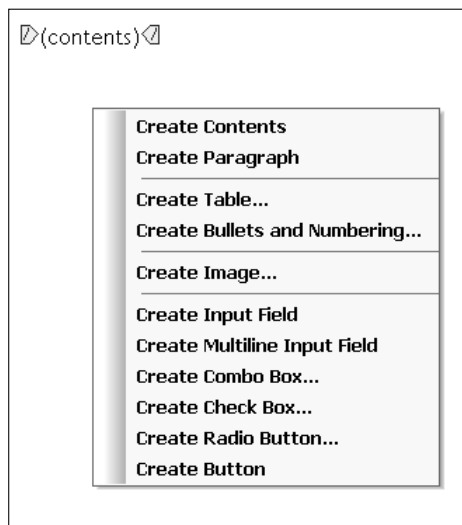 (contents)
Create Contents
Create Paragraph
Create Table...
Create Bullets and Numbering...
Create Image...
Create Input Field
Create Multiline Input Field
Create Combo Box...
Create Check Box...
Create Radio Button...
Create Button